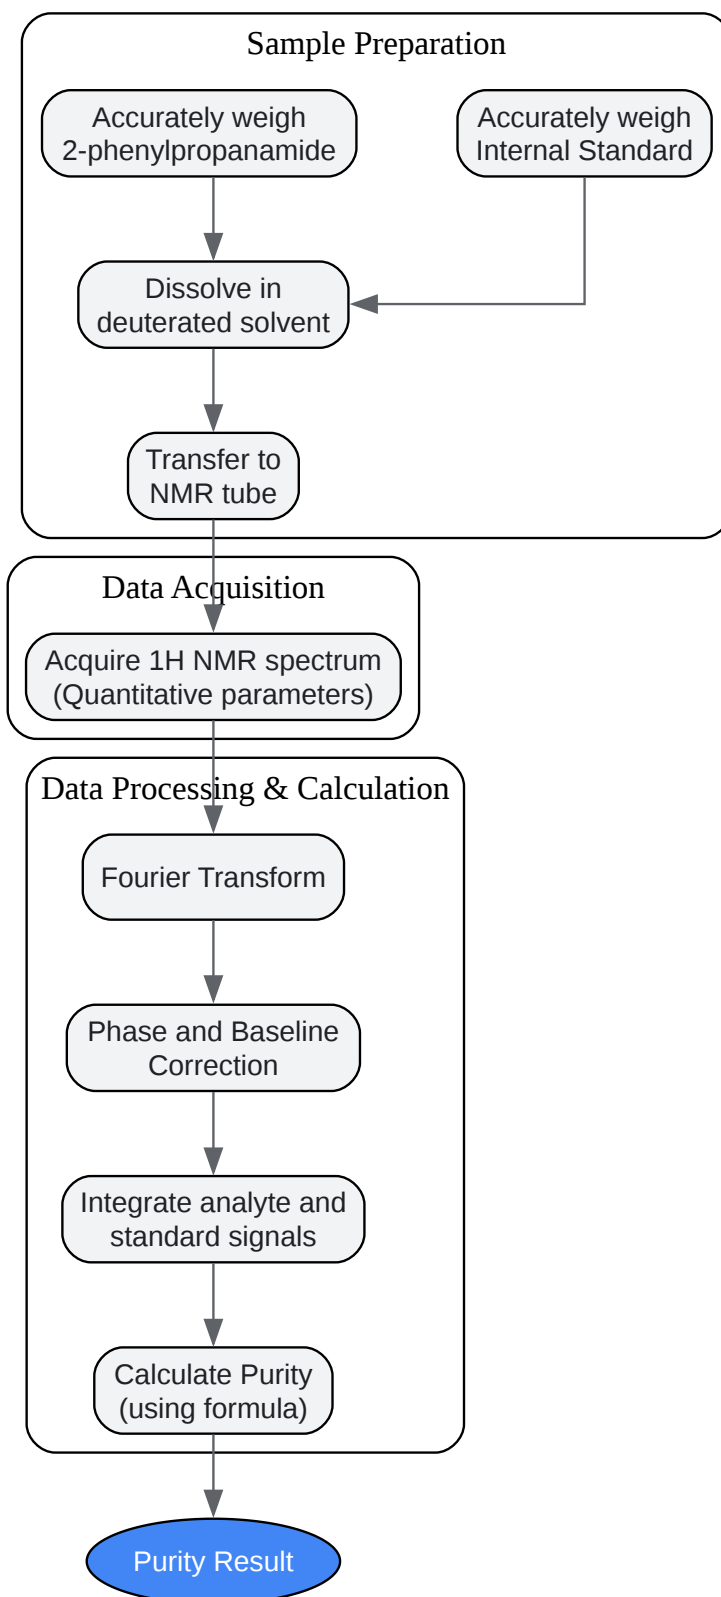 Sample Preparation
Accurately weigh
2-phenylpropanamide
Accurately weigh
Internal Standard
Dissolve in
deuterated solvent
Transfer to
NMR tube
Data Acquisition
Acquire 1H NMR spectrum
(Quantitative parameters)
Data Processing & Calculation
Fourier Transform
Phase and Baseline
Correction
Integrate analyte and
standard signals
Calculate Purity
(using formula)
Purity Result